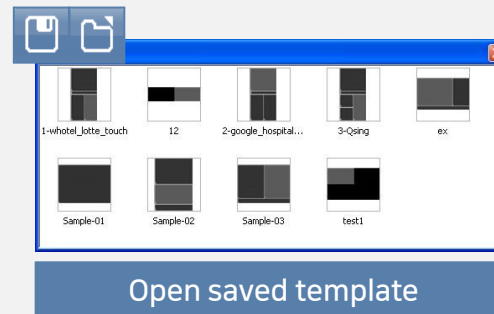 1-whotel_lotte_touch 12 2-google_hospital... 3-Qsing ex
Sample-01 Sample-02 Sample-03 test1
Open saved template